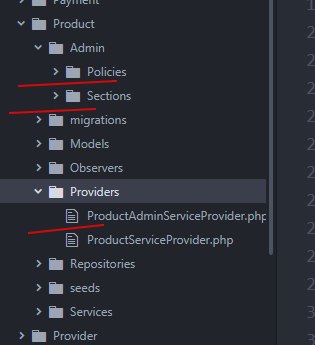 Payment
Product
Admin
Policies
Sections
migrations
Models
Observers
Providers
ProductAdminServiceProvider.php
ProductServiceProvider.php
Repositories
seeds
Services
Provider